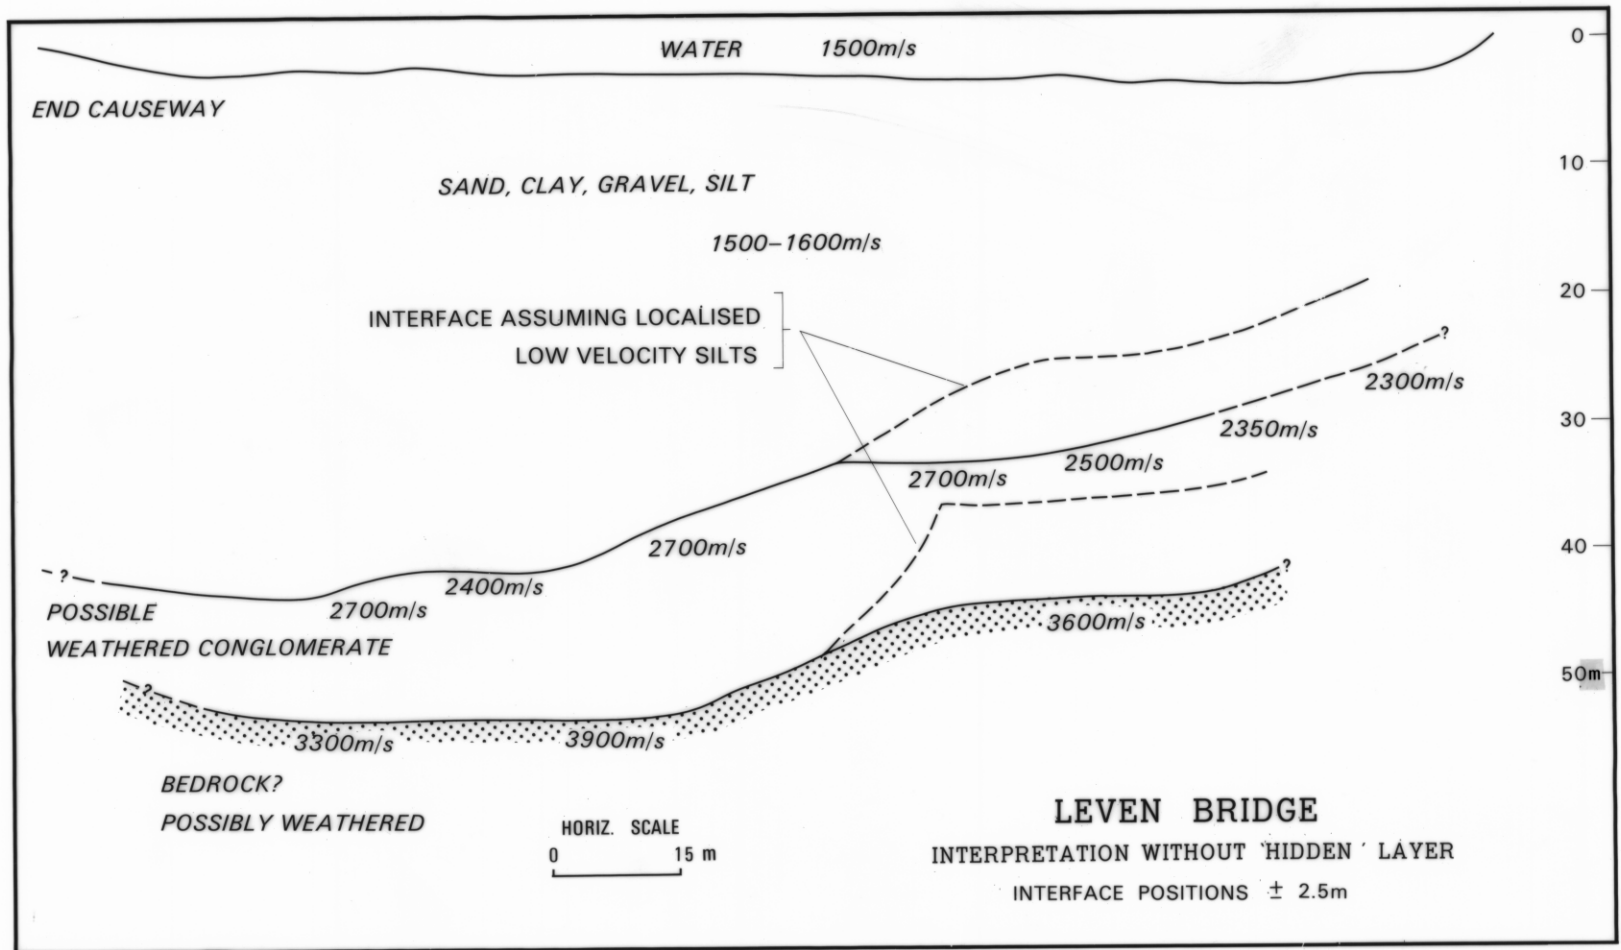 WATER 1500m/s
0
END CAUSEWAY
10
SAND, CLAY, GRAVEL, SILT
1500–1600m/s
20
INTERFACE ASSUMING LOCALISED
LOW VELOCITY SILTS
?
2300m/s
30
2350m/s
2500m/s
2700m/s
40
2700m/s
?
?
2400m/s
2700m/s
POSSIBLE
3600m/s
WEATHERED CONGLOMERATE
50m
?
3300m/s
3900m/s
BEDROCK?
POSSIBLY WEATHERED
HORIZ. SCALE
0 15 m
LEVEN BRIDGE
INTERPRETATION WITHOUT 'HIDDEN' LAYER
INTERFACE POSITIONS ± 2.5m